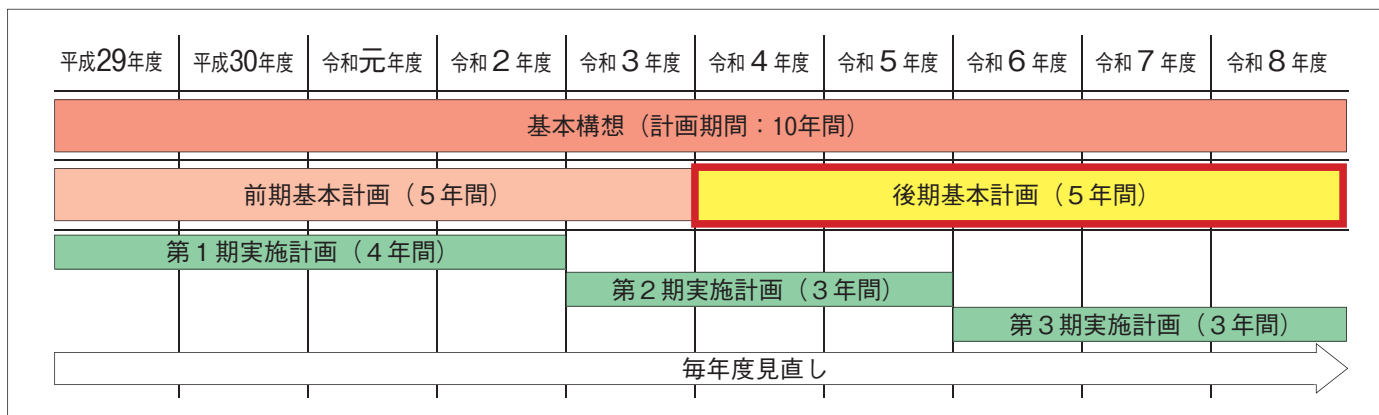 平成29年度 平成30年度 令和元年度 令和２年度 令和３年度 令和４年度 令和５年度 令和６年度 令和７年度 令和８年度
基本構想（計画期間：10年間）
前期基本計画（５年間） 後期基本計画（５年間）
第１期実施計画（４年間）
第２期実施計画（３年間）
第３期実施計画（３年間）
毎年度見直し